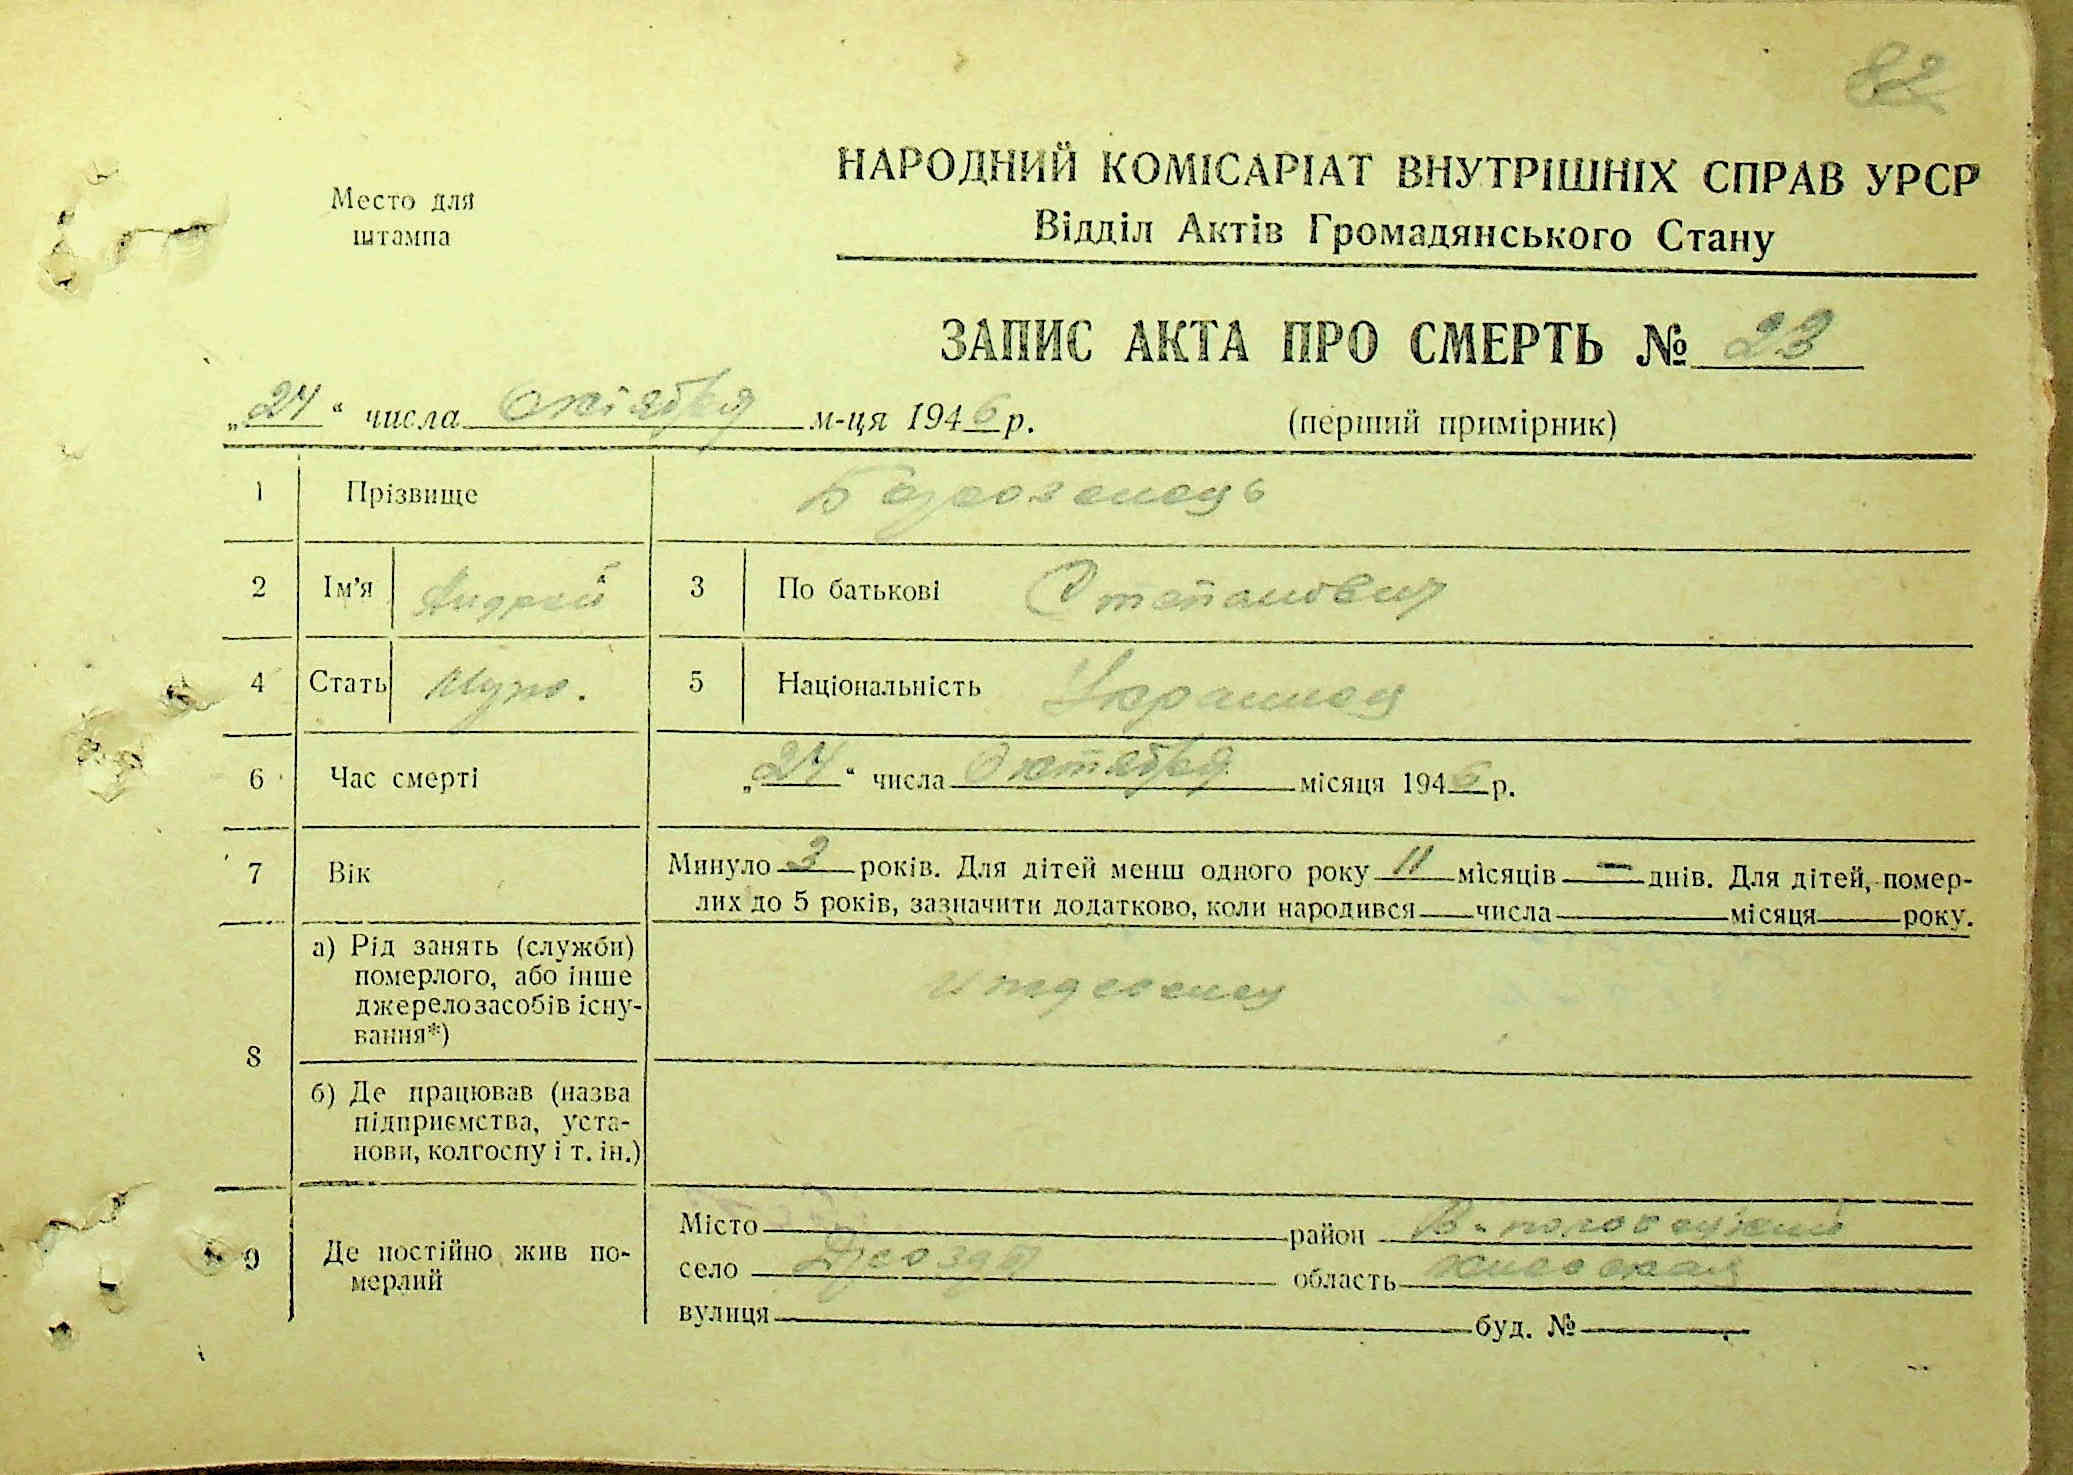 82
Место для
штампа
НАРОДНИЙ КОМІСАРІАТ ВНУТРІШНІХ СПРАВ УРСР
Відділ Актів Громадянського Стану
ЗАПИС АКТА ПРО СМЕРТЬ № 23
„24“ числа Октября м-ця 1946 р.
(перший примірник)
1 Прізвище
2 Ім'я Андрей 3 По батькові Степанович
4 Стать Муж. 5 Національність Украинец
6 Час смерті „24“ числа Октября місяця 1946 р.
7 Вік Минуло 3 років. Для дітей менш одного року 11 місяців — днів. Для дітей, помер-
лих до 5 років, зазначити додатково, коли народився числа місяця року.
8 а) Рід занять (служби)
померлого, або інше
джерело засобів існу-
вання*)
иждевенец
б) Де працював (назва
підприємства, уста-
нови, колгоспу і т. ін.)
9 Де постійно жив по-
мерлий
Місто район В-половецкий
село Дрозды область Киевская
вулиця буд. №